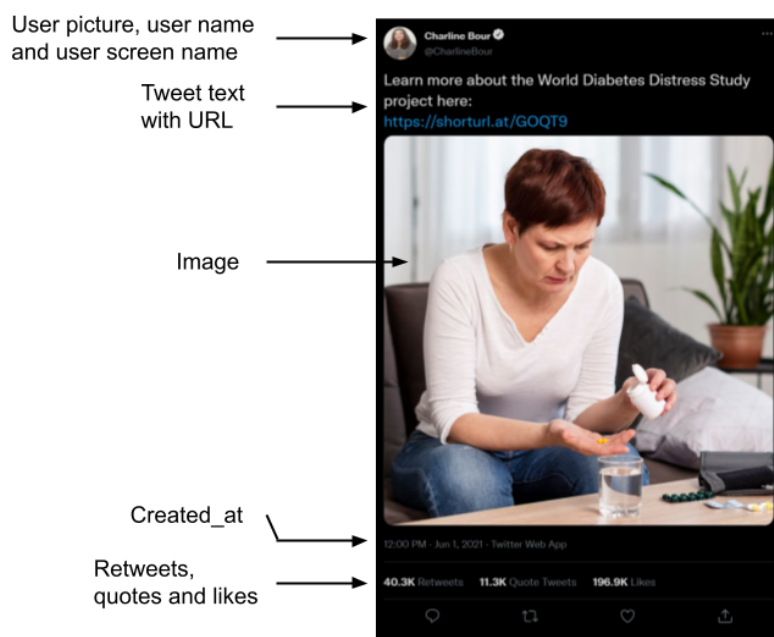 User picture, user name
and user screen name
Charline Bour
@CharlineBour
Tweet text
with URL
Learn more about the World Diabetes Distress Study
project here:
https://shorturl.at/GOQT9
Image
Created_at
12:00 PM · Jun 1, 2021 · Twitter Web App
Retweets,
quotes and likes
40.3K Retweets 11.3K Quote Tweets 196.9K Likes